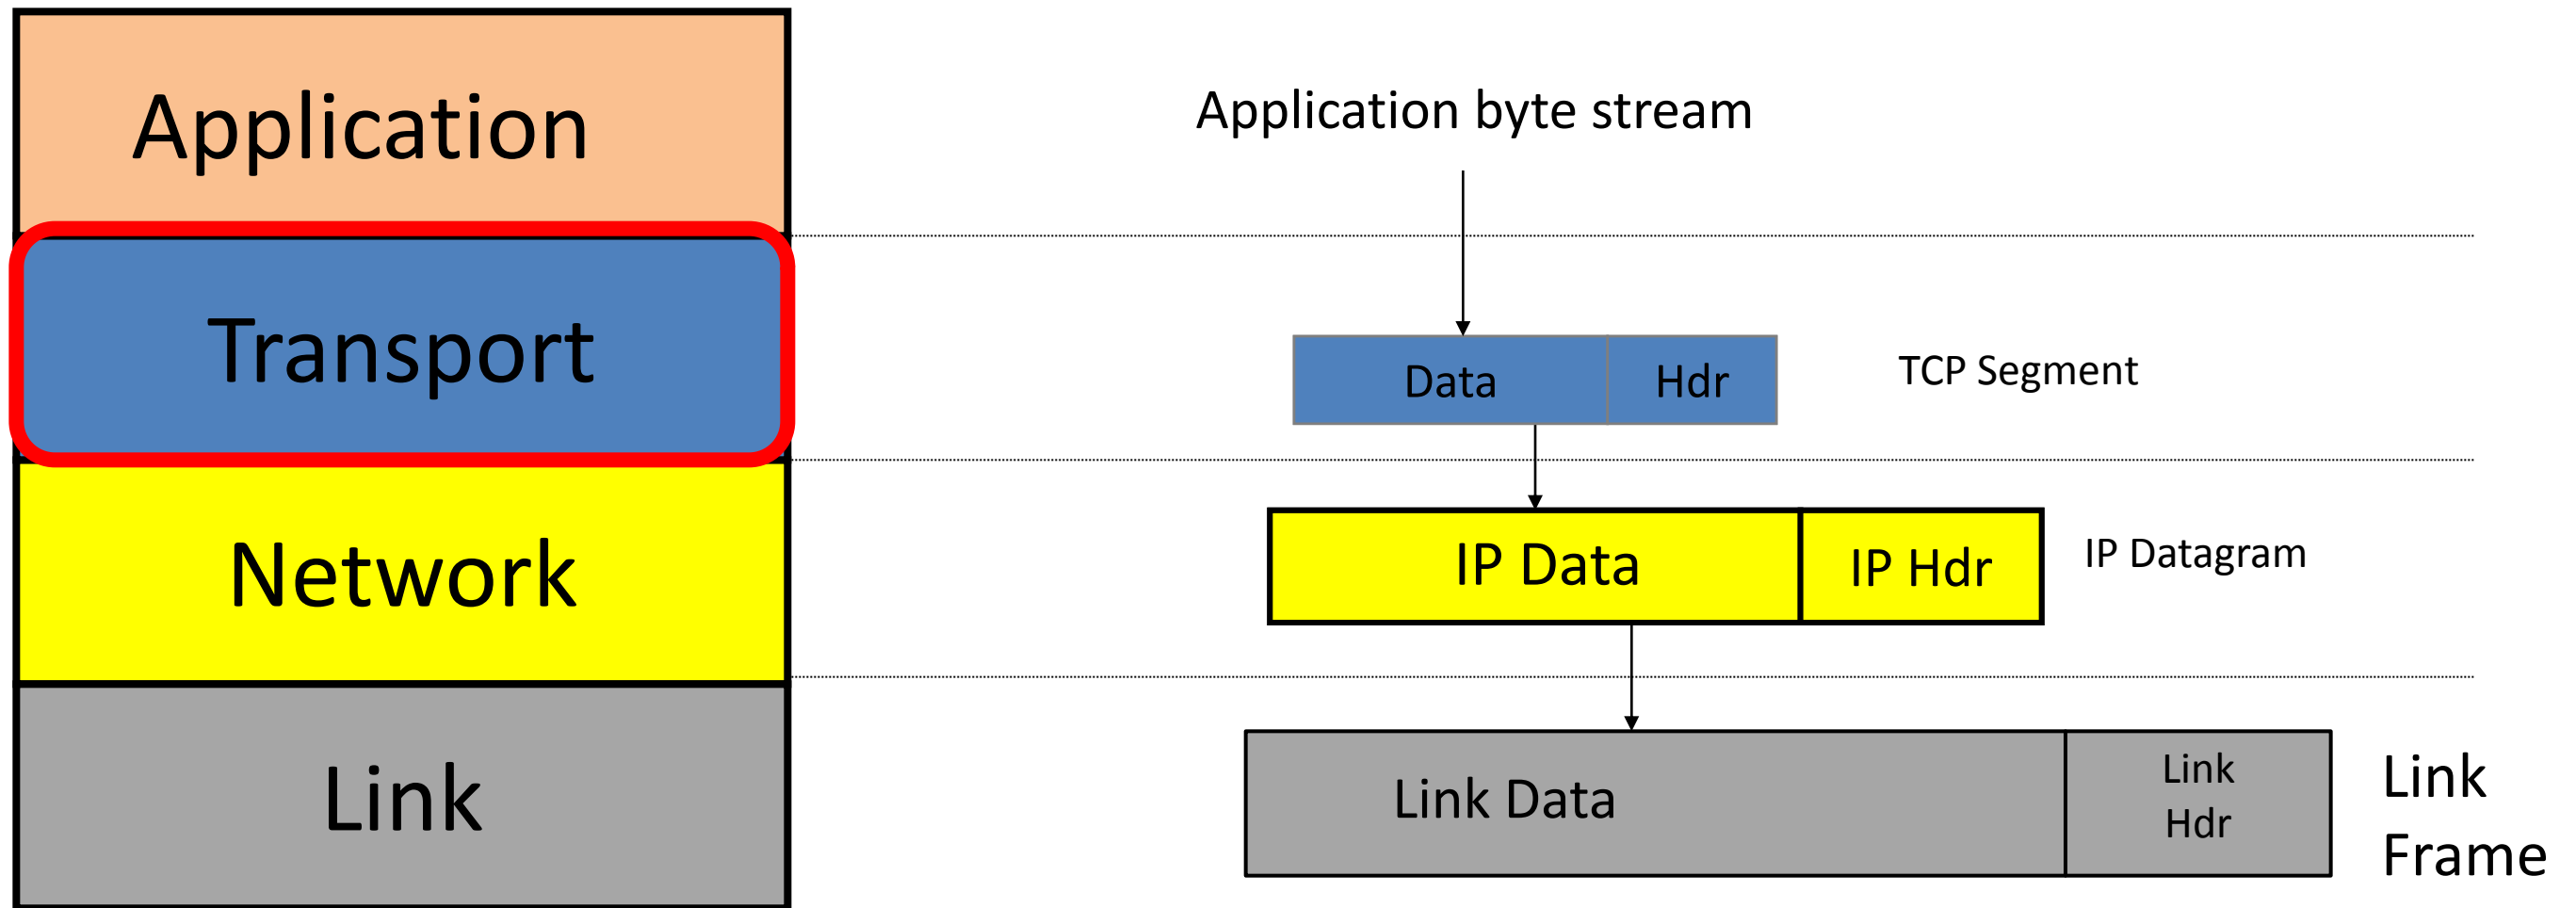 Application
Application byte stream
Transport
Data
Hdr
TCP Segment
Network
IP Data
IP Hdr
IP Datagram
Link
Link Data
Link
Hdr
Link
Frame